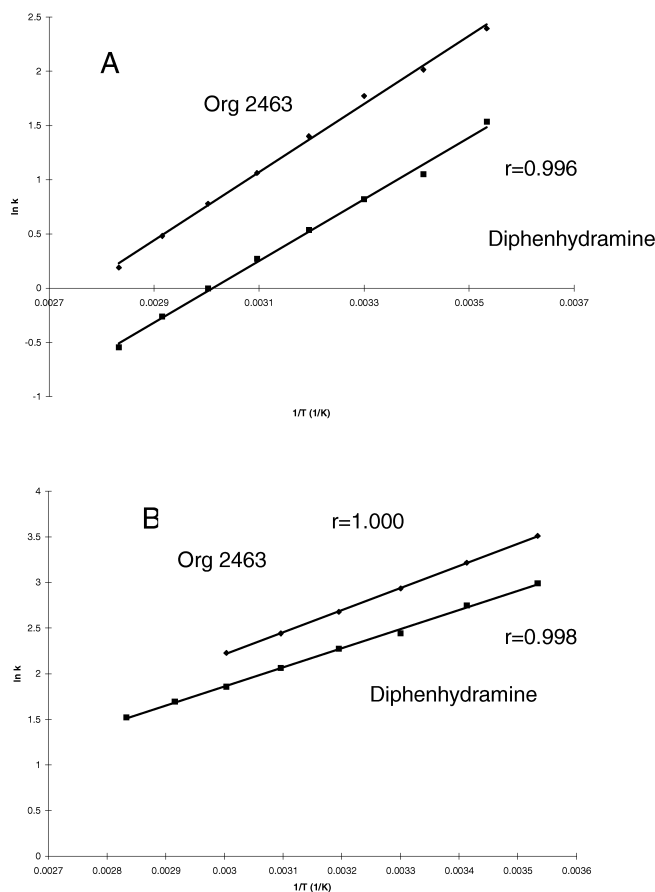 2.5
A
2
Org 2463
1.5
r=0.996
1
ln k
0.5
Diphenhydramine
0
0.0027 0.0029 0.0031 0.0033 0.0035 0.0037
-0.5
-1
1/T (1/K)
4
B
r=1.000
3.5
Org 2463
3
2.5
r=0.998
2
ln k
Diphenhydramine
1.5
1
0.5
0
0.0027 0.0028 0.0029 0.003 0.0031 0.0032 0.0033 0.0034 0.0035 0.0036
1/T (1/K)